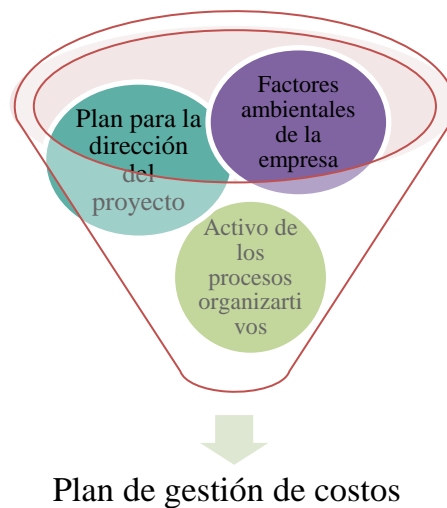 Plan para la
dirección
del
proyecto
Factores
ambientales
de la
empresa
Activo de
los
procesos
organizarti
vos
Plan de gestión de costos